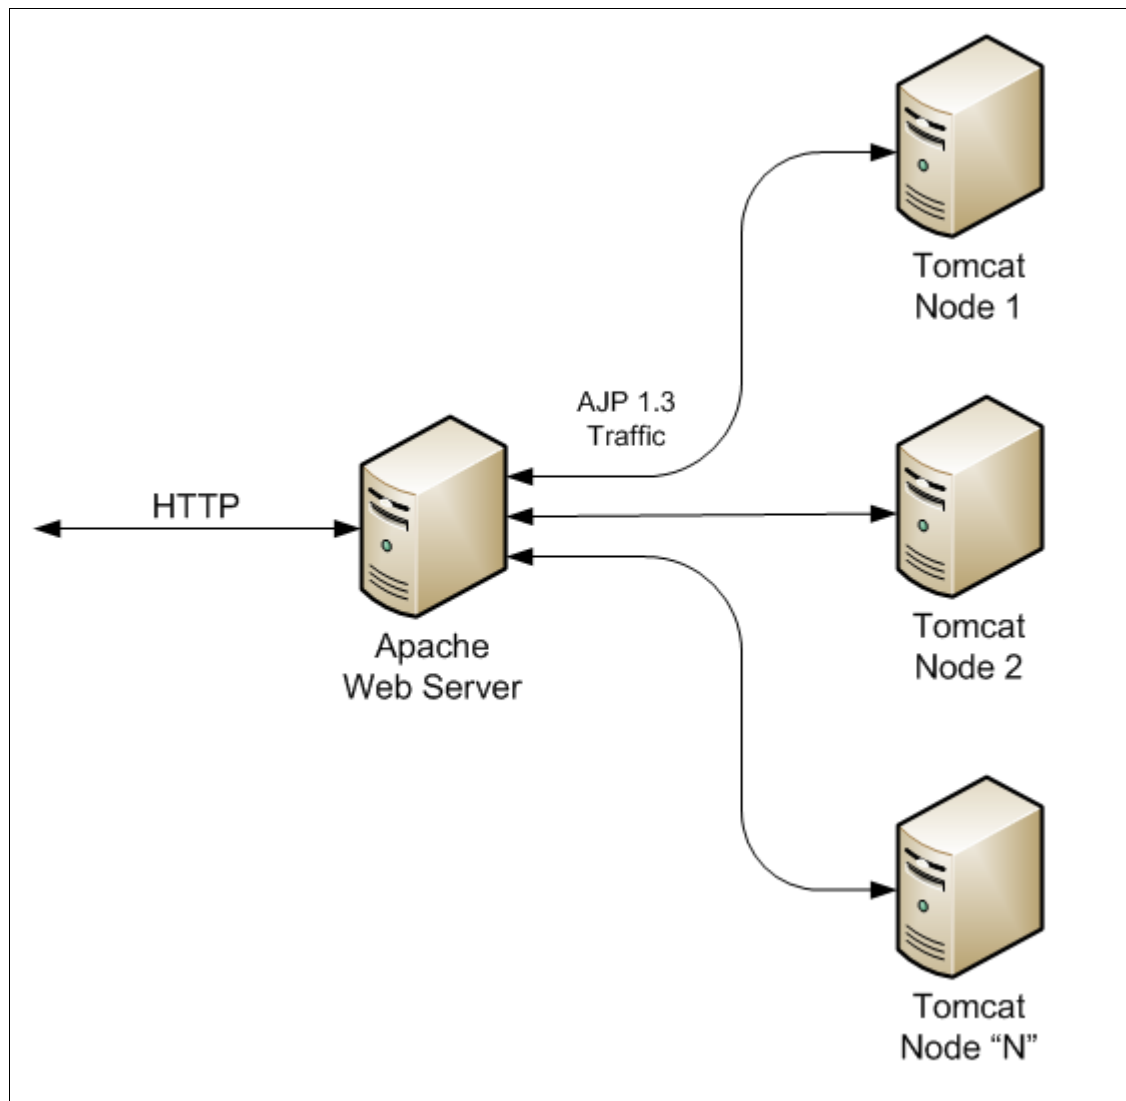 Tomcat
Node 1
AJP 1.3
Traffic
HTTP
Apache
Web Server
Tomcat
Node 2
Tomcat
Node “N”